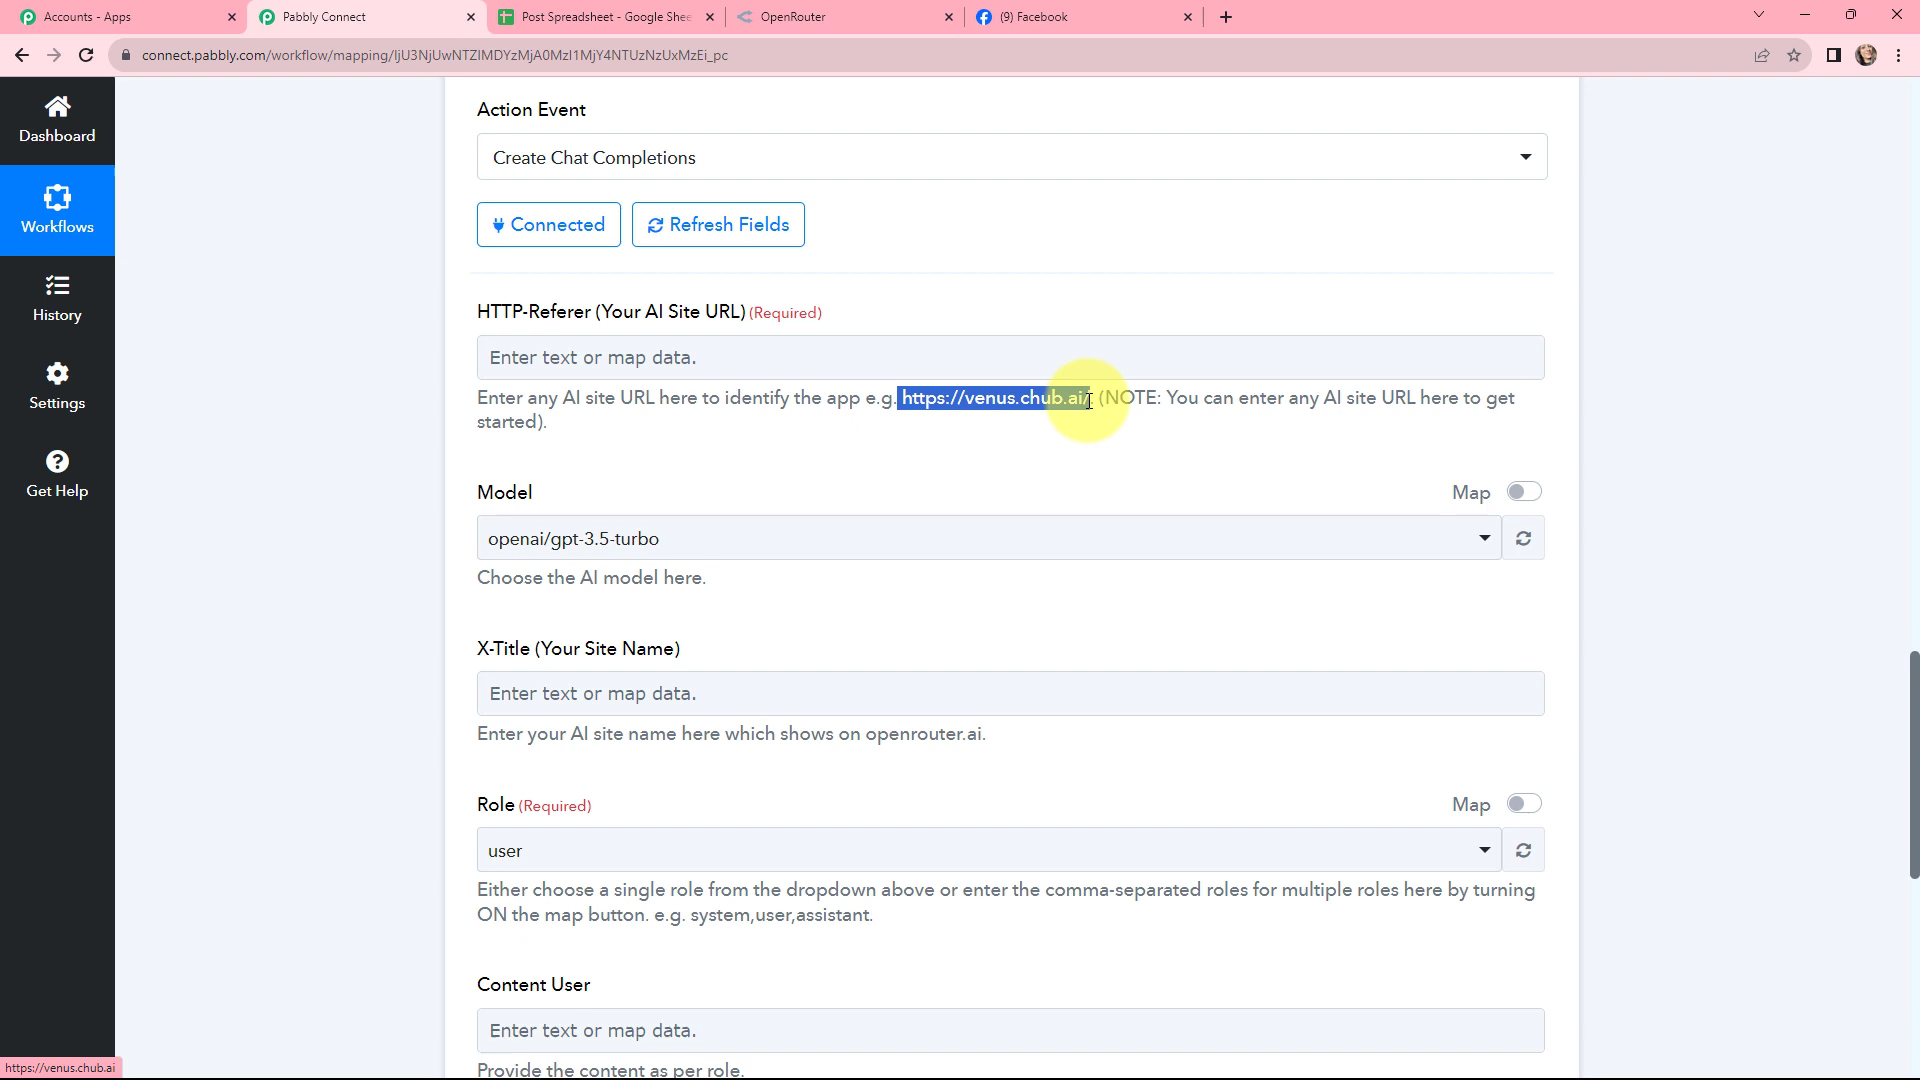 Accounts - Apps
Pabbly Connect
Post Spreadsheet - Google Shee
OpenRouter
(9) Facebook
connect.pabbly.com/workflow/mapping/IjU3NjUwNTZlMDYzMjA0MzI1MjY4NTUzNzUxMzEi_pc
Dashboard
Workflows
History
Settings
Get Help
Action Event
Create Chat Completions
Connected
Refresh Fields
HTTP-Referer (Your AI Site URL) (Required)
Enter text or map data.
Enter any AI site URL here to identify the app e.g. https://venus.chub.ai/ (NOTE: You can enter any AI site URL here to get
started).
Model
Map
openai/gpt-3.5-turbo
Choose the AI model here.
X-Title (Your Site Name)
Enter text or map data.
Enter your AI site name here which shows on openrouter.ai.
Role (Required)
Map
user
Either choose a single role from the dropdown above or enter the comma-separated roles for multiple roles here by turning
ON the map button. e.g. system,user,assistant.
Content User
Enter text or map data.
Provide the content as per role.
https://venus.chub.ai